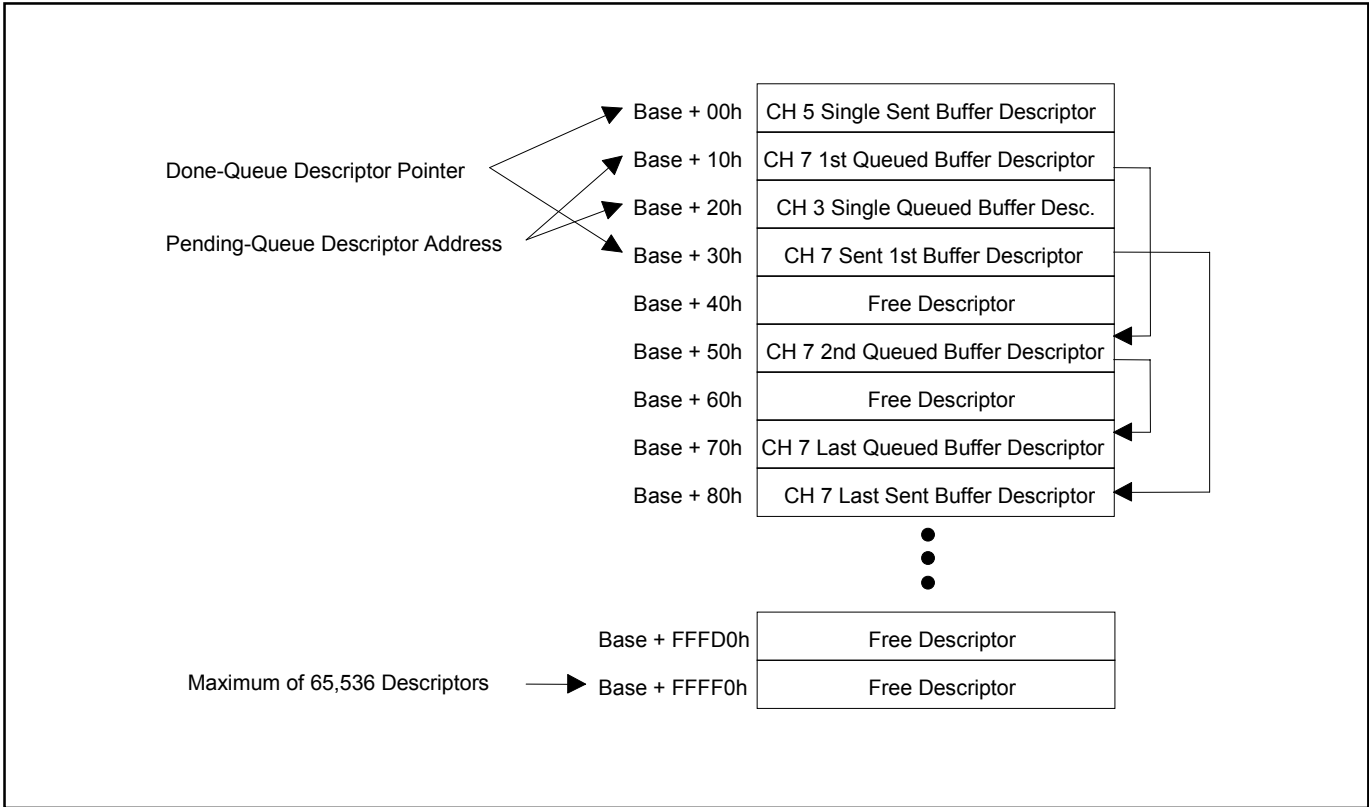 Base + 00h CH 5 Single Sent Buffer Descriptor
Done-Queue Descriptor Pointer
Base + 10h CH 7 1st Queued Buffer Descriptor
Base + 20h CH 3 Single Queued Buffer Desc.
Pending-Queue Descriptor Address
Base + 30h CH 7 Sent 1st Buffer Descriptor
Base + 40h Free Descriptor
Base + 50h CH 7 2nd Queued Buffer Descriptor
Base + 60h Free Descriptor
Base + 70h CH 7 Last Queued Buffer Descriptor
Base + 80h CH 7 Last Sent Buffer Descriptor
Base + FFFD0h Free Descriptor
Maximum of 65,536 Descriptors
Base + FFFF0h Free Descriptor